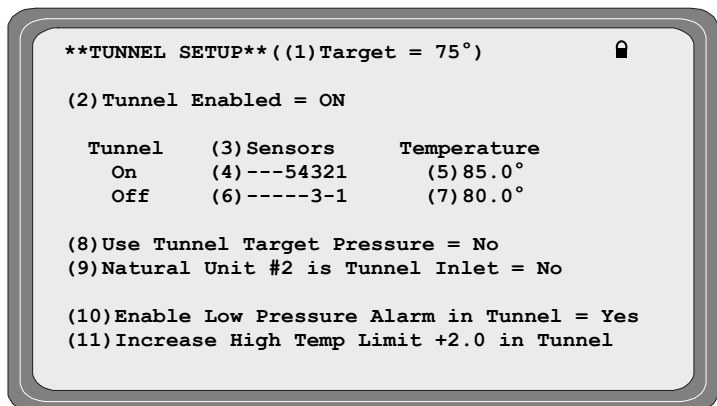 **TUNNEL SETUP**((1)Target = 75°)
(2)Tunnel Enabled = ON
Tunnel (3)Sensors Temperature
On (4)---54321 (5)85.0°
Off (6)-----3-1 (7)80.0°
(8)Use Tunnel Target Pressure = No
(9)Natural Unit #2 is Tunnel Inlet = No
(10)Enable Low Pressure Alarm in Tunnel = Yes
(11)Increase High Temp Limit +2.0 in Tunnel